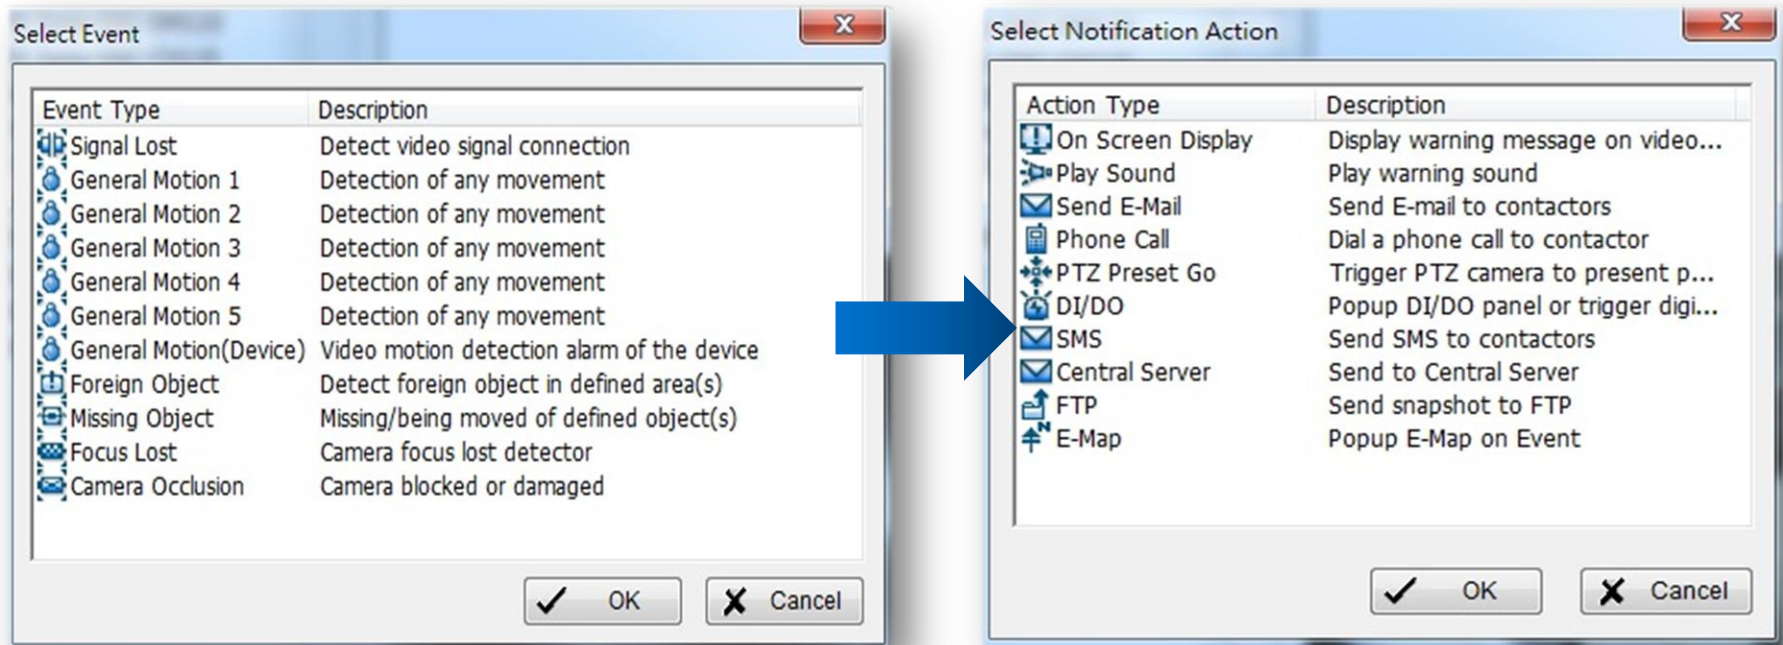 Select Event
Event Type Description
Signal Lost Detect video signal connection
General Motion 1 Detection of any movement
General Motion 2 Detection of any movement
General Motion 3 Detection of any movement
General Motion 4 Detection of any movement
General Motion 5 Detection of any movement
General Motion(Device) Video motion detection alarm of the device
Foreign Object Detect foreign object in defined area(s)
Missing Object Missing/being moved of defined object(s)
Focus Lost Camera focus lost detector
Camera Occlusion Camera blocked or damaged
OK Cancel
Select Notification Action
Action Type Description
On Screen Display Display warning message on video...
Play Sound Play warning sound
Send E-Mail Send E-mail to contactors
Phone Call Dial a phone call to contactor
PTZ Preset Go Trigger PTZ camera to present p...
DI/DO Popup DI/DO panel or trigger digi...
SMS Send SMS to contactors
Central Server Send to Central Server
FTP Send snapshot to FTP
E-Map Popup E-Map on Event
OK Cancel